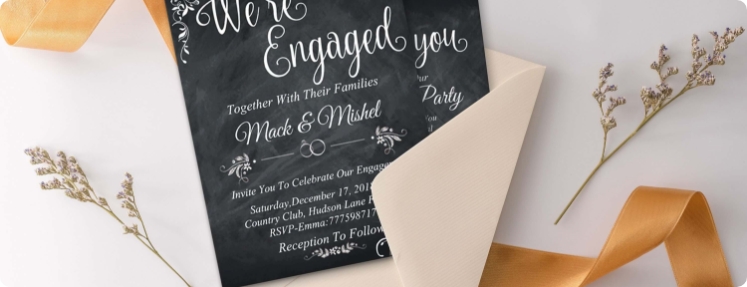 We're
Engaged
Together With Their Families
Mack & Mishel
Invite You To Celebrate Our
Saturday,December 17,
Country Club, Hudson Lane
RSVP-Emma:777598717
Reception To Follow
you
Party